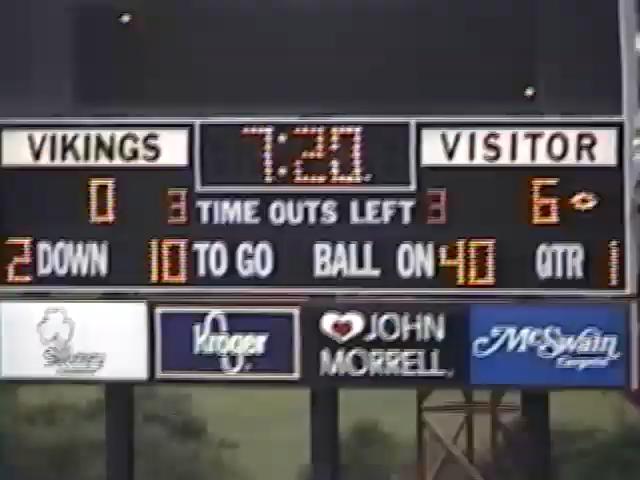 VIKINGS 7:20 VISITOR
0 3 TIME OUTS LEFT 3 6
2 DOWN 10 TO GO BALL ON 40 QTR 1
Kroger JOHN MORRELL. McSwain Carpets